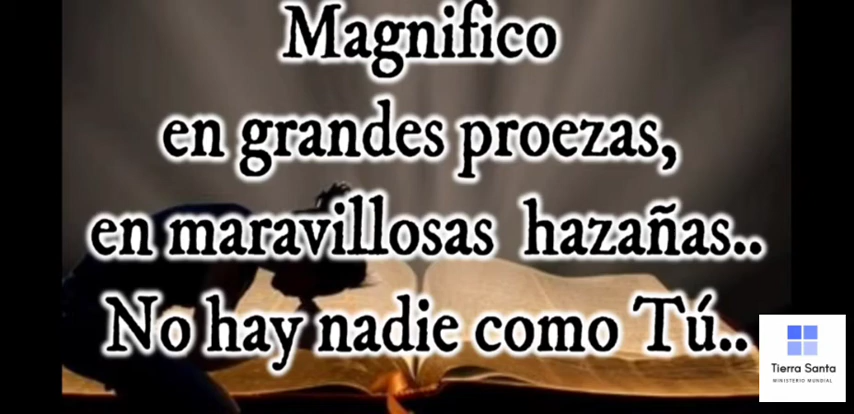 Magnifico
en grandes proezas,
en maravillosas hazañas..
No hay nadie como Tú..
Tierra Santa
MINISTERIO MUNDIAL